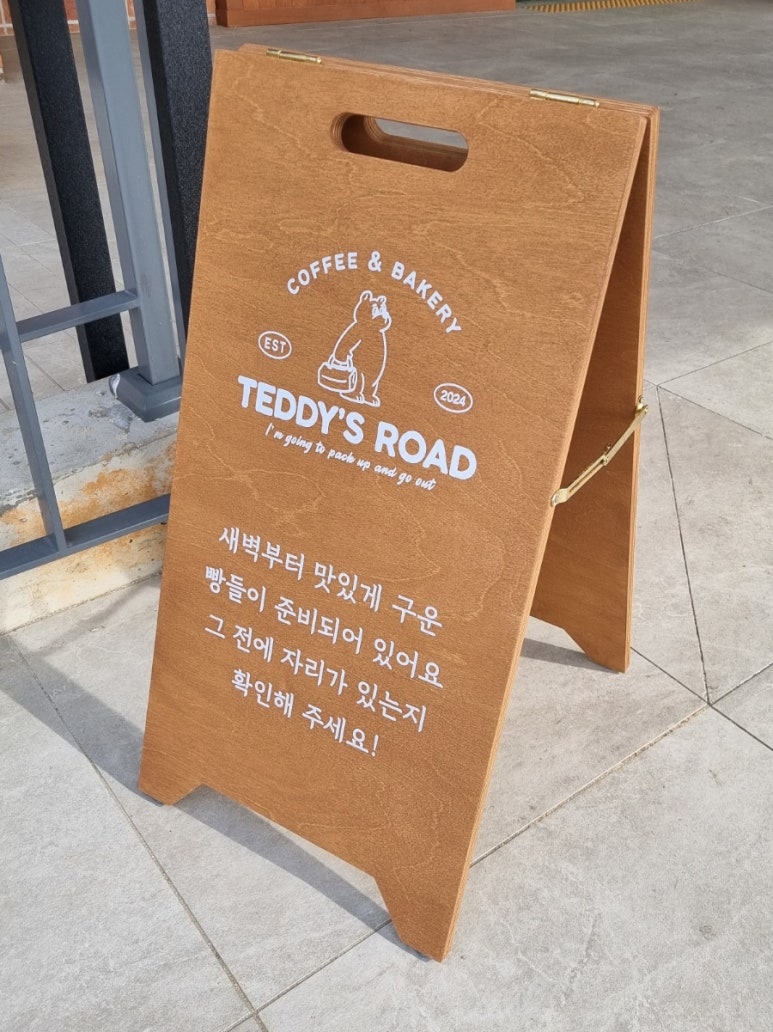 COFFEE & BAKERY
EST
2024
TEDDY'S ROAD
I'm going to pack up and go out
새벽부터 맛있게 구운
빵들이 준비되어 있어요
그 전에 자리가 있는지
확인해 주세요!